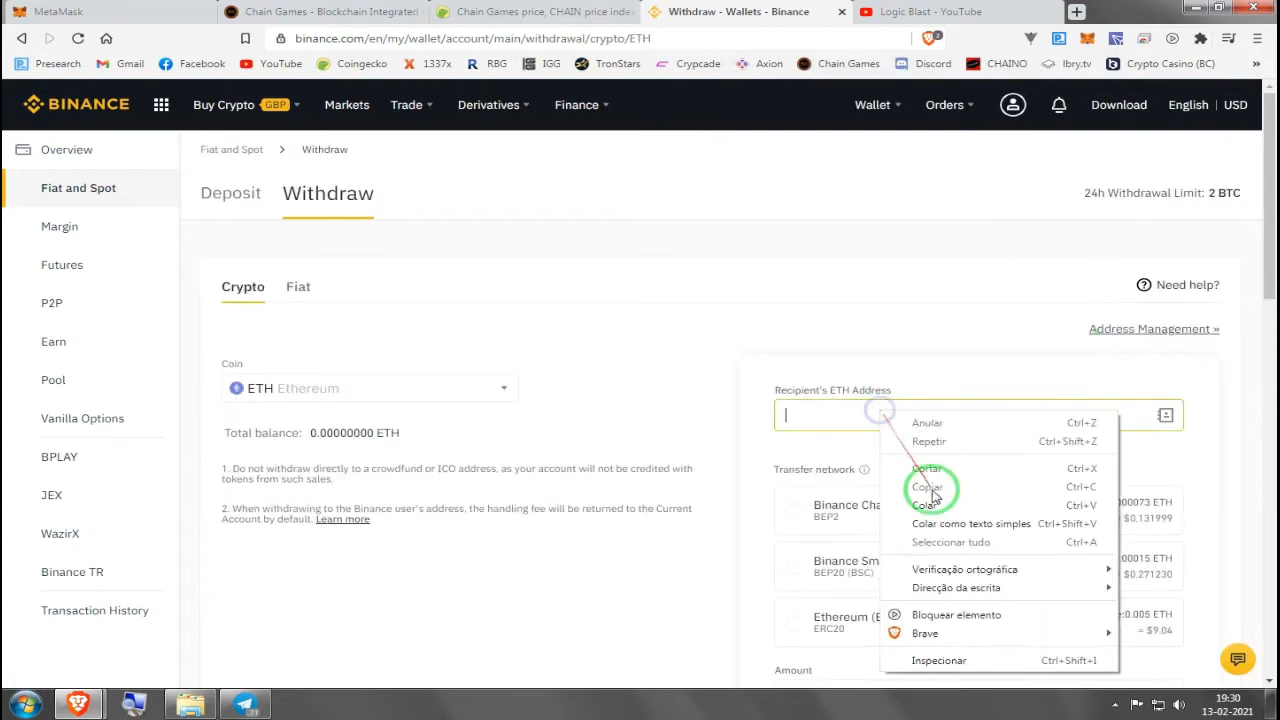 MetaMask
Chain Games - Blockchain Integrated
Chain Games price, CHAIN price index
Withdraw - Wallets - Binance
Logic Blast - YouTube
binance.com/en/my/wallet/account/main/withdrawal/crypto/ETH
2
Presearch
Gmail
Facebook
YouTube
Coingecko
1337x
RBG
IGG
TronStars
Crypcade
Axion
Chain Games
Discord
CHAINO
lbry.tv
Crypto Casino (BC)
»
BINANCE
Buy Crypto GBP
Markets
Trade
Derivatives
Finance
Wallet
Orders
Download
English | USD
Overview
Fiat and Spot
Margin
Futures
P2P
Earn
Pool
Vanilla Options
BPLAY
JEX
WazirX
Binance TR
Transaction History
Fiat and Spot > Withdraw
Deposit
Withdraw
24h Withdrawal Limit: 2 BTC
Crypto
Fiat
Need help?
Address Management »
Coin
ETH Ethereum
Total balance: 0.00000000 ETH
1. Do not withdraw directly to a crowdfund or ICO address, as your account will not be credited with
tokens from such sales.
2. When withdrawing to the Binance user's address, the handling fee will be returned to the Current
Account by default. Learn more
Recipient's ETH Address
Transfer network
Binance Cha
BEP2
000073 ETH
$0.131999
Binance Sm
BEP20 (BSC)
.00015 ETH
$0.271230
Ethereum (E
ERC20
e:0.005 ETH
≈ $9.04
Amount
Anular Ctrl+Z
Repetir Ctrl+Shift+Z
Cortar Ctrl+X
Copiar Ctrl+C
Colar Ctrl+V
Colar como texto simples Ctrl+Shift+V
Seleccionar tudo Ctrl+A
Verificação ortográfica
Direcção da escrita
Bloquear elemento
Brave
Inspecionar Ctrl+Shift+I
19:30
13-02-2021